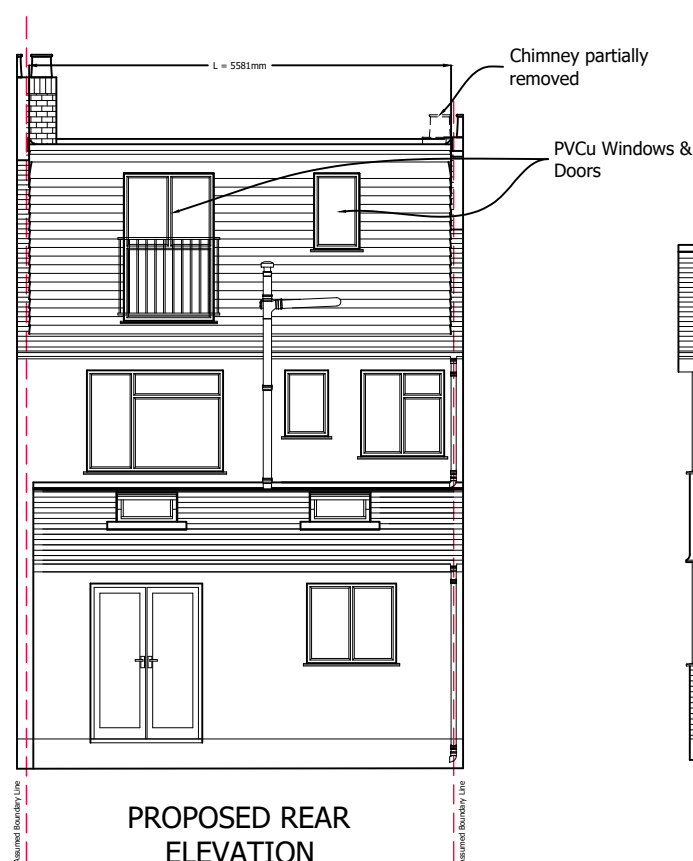 L = 5581mm
Chimney partially
removed
PVCu Windows &
Doors
Assumed Boundary Line
Assumed Boundary Line
PROPOSED REAR
ELEVATION